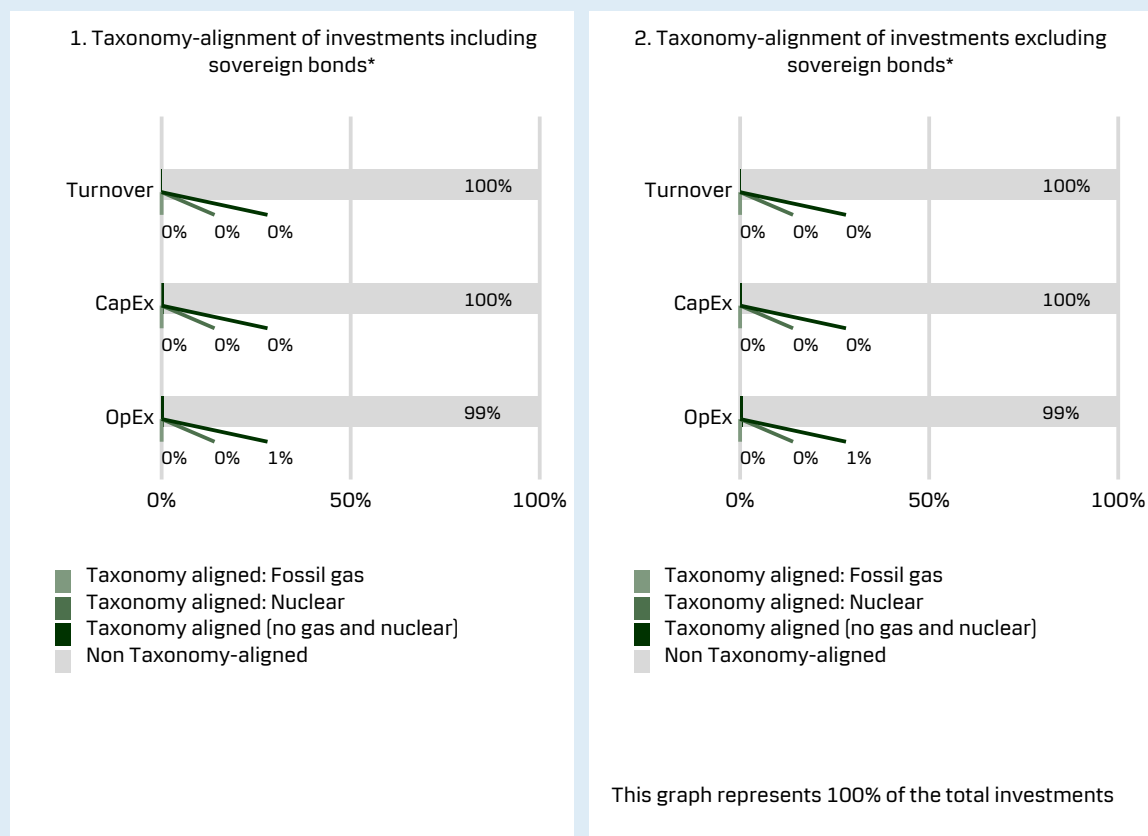 1. Taxonomy-alignment of investments including
sovereign bonds*
Turnover
100%
0% 0% 0%
CapEx
100%
0% 0% 0%
OpEx
99%
0% 0% 1%
0% 50% 100%
Taxonomy aligned: Fossil gas
Taxonomy aligned: Nuclear
Taxonomy aligned (no gas and nuclear)
Non Taxonomy-aligned
2. Taxonomy-alignment of investments excluding
sovereign bonds*
Turnover
100%
0% 0% 0%
CapEx
100%
0% 0% 0%
OpEx
99%
0% 0% 1%
0% 50% 100%
Taxonomy aligned: Fossil gas
Taxonomy aligned: Nuclear
Taxonomy aligned (no gas and nuclear)
Non Taxonomy-aligned
This graph represents 100% of the total investments